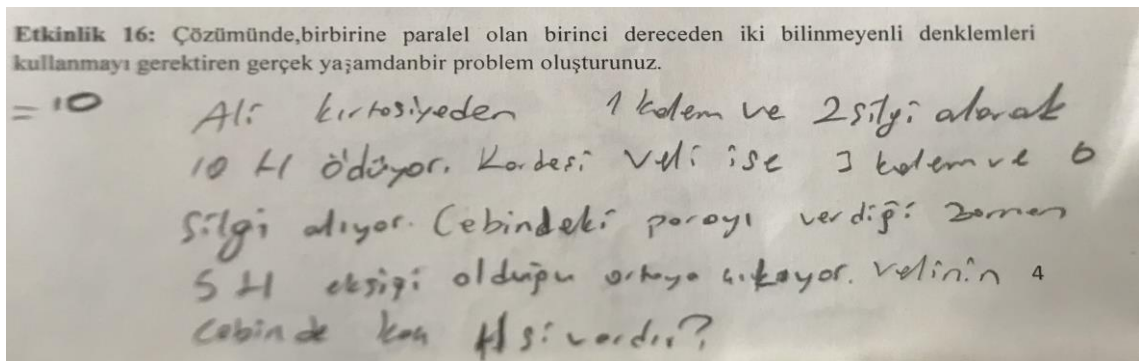 Etkinlik 16: Çözümünde,birbirine paralel olan birinci dereceden iki bilinmeyenli denklemleri
kullanmayı gerektiren gerçek yaşamdanbir problem oluşturunuz.
= 10 Ali kırtasiyeden 1 kalem ve 2 silgi alarak
10 tl ödüyor. Kardeşi Veli ise 3 kalem ve 6
silgi alıyor. Cebindeki parayı verdiği zaman
5 tl eksiği olduğu ortaya çıkıyor. Velinin 4
cebinde kaç tl si vardır?